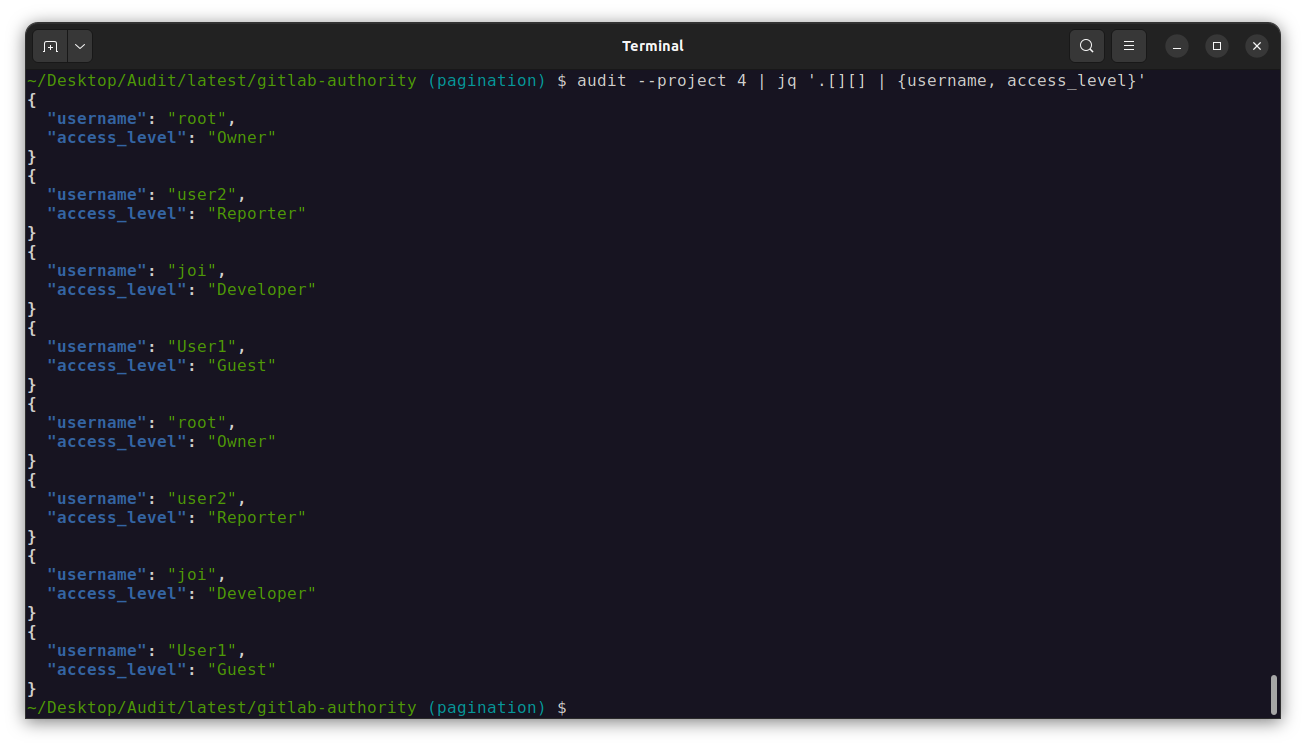 Terminal
~/Desktop/Audit/latest/gitlab-authority (pagination) $ audit --project 4 | jq '.[][] | {username, access_level}'
{
  "username": "root",
  "access_level": "Owner"
}
{
  "username": "user2",
  "access_level": "Reporter"
}
{
  "username": "joi",
  "access_level": "Developer"
}
{
  "username": "User1",
  "access_level": "Guest"
}
{
  "username": "root",
  "access_level": "Owner"
}
{
  "username": "user2",
  "access_level": "Reporter"
}
{
  "username": "joi",
  "access_level": "Developer"
}
{
  "username": "User1",
  "access_level": "Guest"
}
~/Desktop/Audit/latest/gitlab-authority (pagination) $